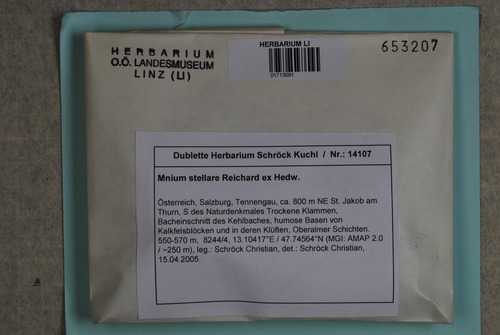 HERBARIUM
O.Ö. LANDESMUSEUM
LINZ (LI)
HERBARIUM LI
01713091
653207
Dublette Herbarium Schröck Kuchl / Nr.: 14107
Mnium stellare Reichard ex Hedw.
Österreich, Salzburg, Tennengau, ca. 800 m NE St. Jakob am
Thurn, S des Naturdenkmales Trockene Klammen,
Bacheinschnitt des Kehlbaches, humose Basen von
Kalkfelsblöcken und in deren Klüften, Oberalmer Schichten.
550-570 m, 8244/4, 13.10417°E / 47.74564°N (MGI: AMAP 2.0
/ ~250 m), leg.: Schröck Christian, det.: Schröck Christian,
15.04.2005.